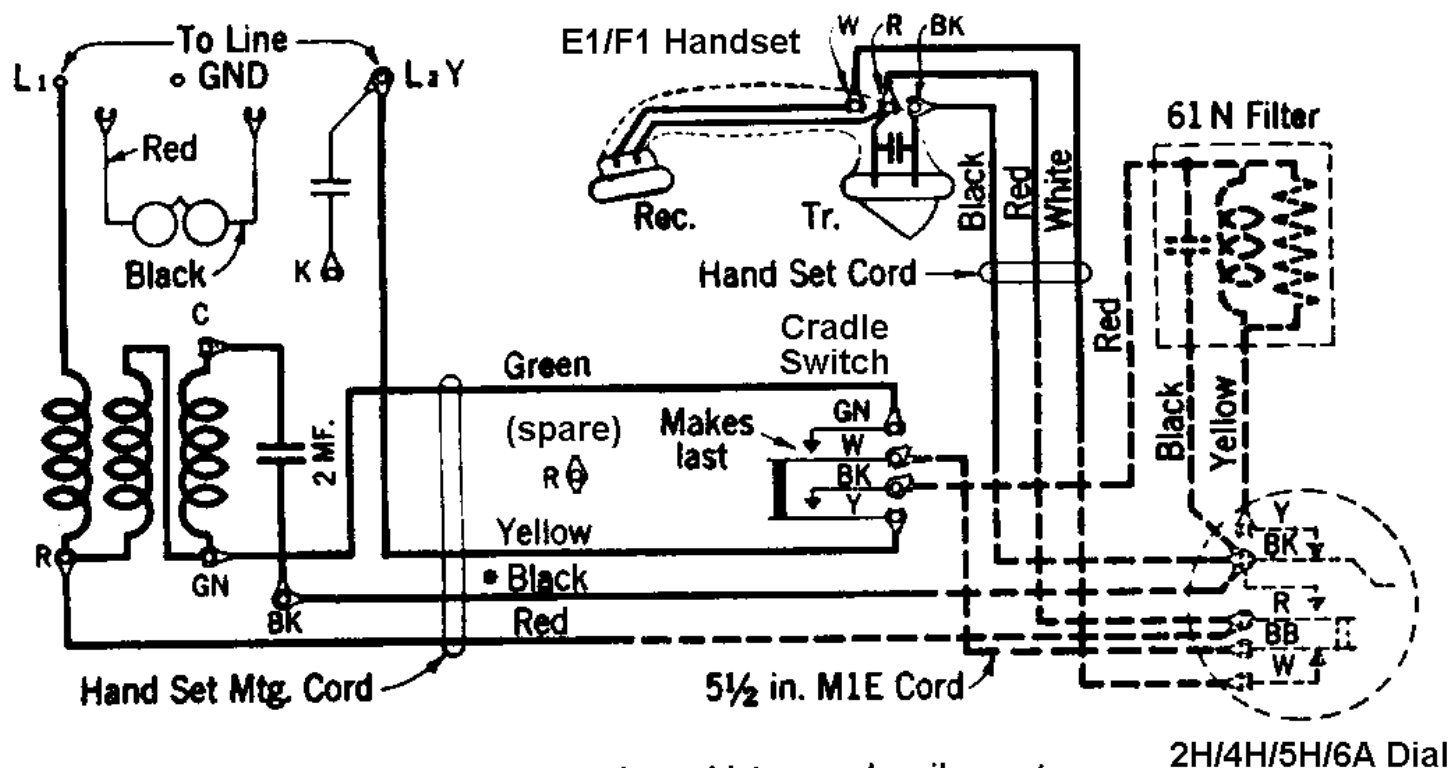 To Line
L1
GND
L2 Y
Red
Black
K
C
2 MF.
R
GN
BK
Hand Set Mtg. Cord
E1/F1 Handset
W
R
BK
Rec.
Tr.
Black
Red
White
Hand Set Cord
61N Filter
Red
Black
Yellow
Cradle
Switch
Green
(spare)
R
Makes
last
GN
W
BK
Y
Yellow
• Black
Red
5½ in. M1E Cord
Y
BK
R
BB
W
2H/4H/5H/6A Dial